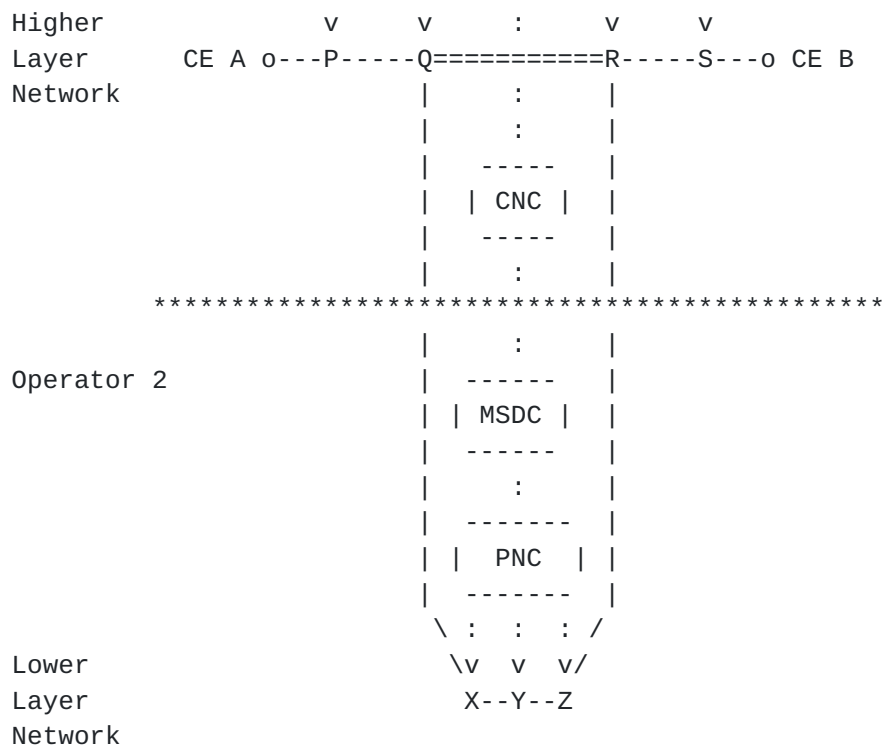 Higher              v     v     :     v     v
Layer      CE A o---P-----Q===========R-----S---o CE B
Network                   |     :     |
                          |     :     |
                          |   -----   |
                          |  | CNC |  |
                          |   -----   |
                          |     :     |
         ***********************************************
                          |     :     |
Operator 2                |  ------   |
                          | | MSDC |  |
                          |  ------   |
                          |     :     |
                          |  -------  |
                          | |  PNC  | |
                          |  -------  |
                           \ :  :  : /
Lower                       \v  v  v/
Layer                        X--Y--Z
Network